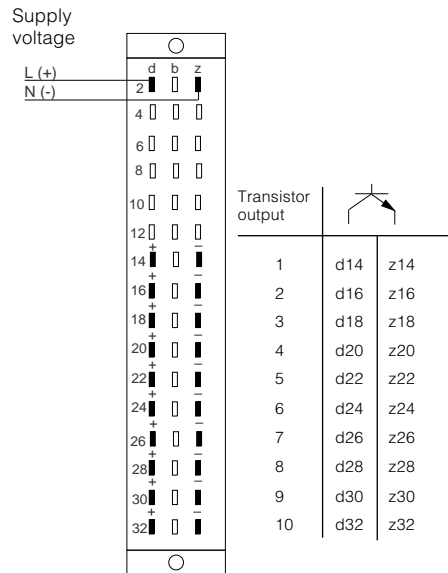 Supply
voltage
L (+)
N (-)
d b z
2
4
6
8
10
12
+ –
14
+ –
16
+ –
18
+ –
20
+ –
22
+ –
24
+ –
26
+ –
28
+ –
30
+ –
32
Transistor
output
1 d14 z14
2 d16 z16
3 d18 z18
4 d20 z20
5 d22 z22
6 d24 z24
7 d26 z26
8 d28 z28
9 d30 z30
10 d32 z32